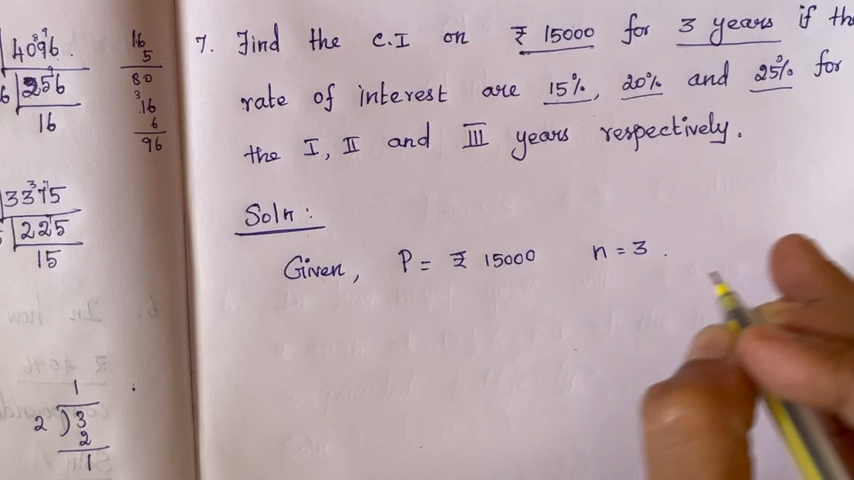 4096
256
16
16
5
80
16
6
96
3375
225
15
1
2 ) 3
2
1
7. Find the C.I on ₹ 15000 for 3 years if the
rate of interest are 15%, 20% and 25% for
the I, II and III years respectively.
Soln :
Given, P = ₹ 15000 n = 3 .